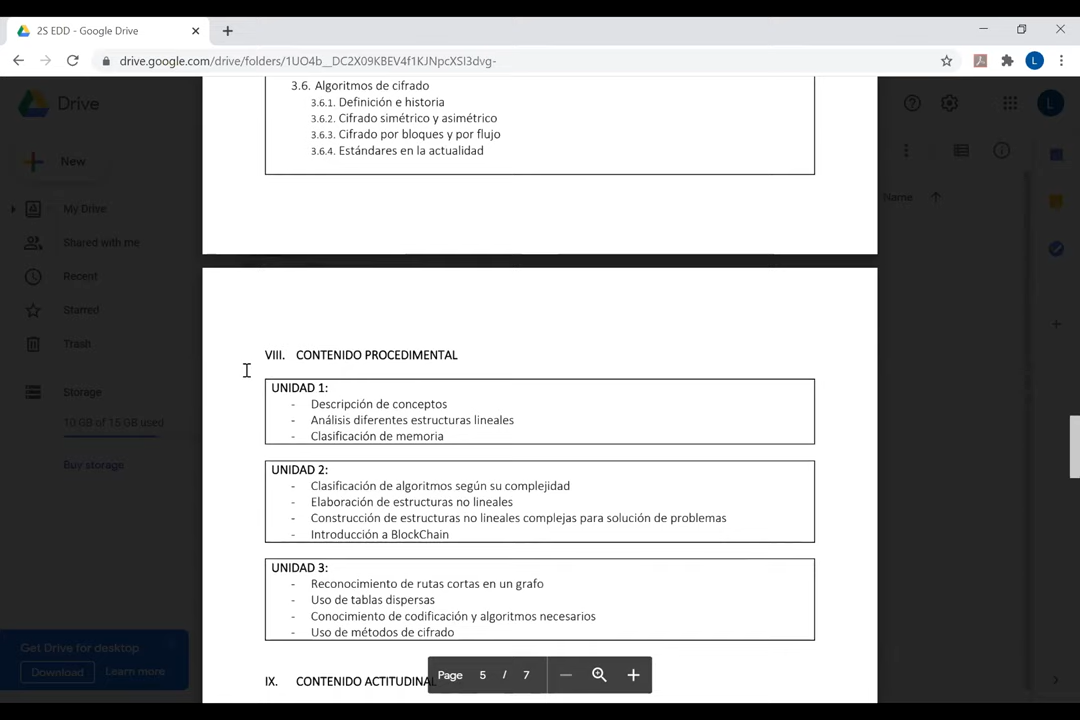 2S EDD - Google Drive
drive.google.com/drive/folders/1UO4b__DC2X09KBEV4f1KJNpcXSI3dvg-
L
Drive
L
New
My Drive
Shared with me
Recent
Starred
Trash
Storage
10 GB of 15 GB used
Buy storage
Get Drive for desktop
Download
Learn more
Name
3.6. Algoritmos de cifrado
3.6.1. Definición e historia
3.6.2. Cifrado simétrico y asimétrico
3.6.3. Cifrado por bloques y por flujo
3.6.4. Estándares en la actualidad
VIII. CONTENIDO PROCEDIMENTAL
UNIDAD 1:
- Descripción de conceptos
- Análisis diferentes estructuras lineales
- Clasificación de memoria
UNIDAD 2:
- Clasificación de algoritmos según su complejidad
- Elaboración de estructuras no lineales
- Construcción de estructuras no lineales complejas para solución de problemas
- Introducción a BlockChain
UNIDAD 3:
- Reconocimiento de rutas cortas en un grafo
- Uso de tablas dispersas
- Conocimiento de codificación y algoritmos necesarios
- Uso de métodos de cifrado
IX. CONTENIDO ACTITUDINAL
Page 5 / 7